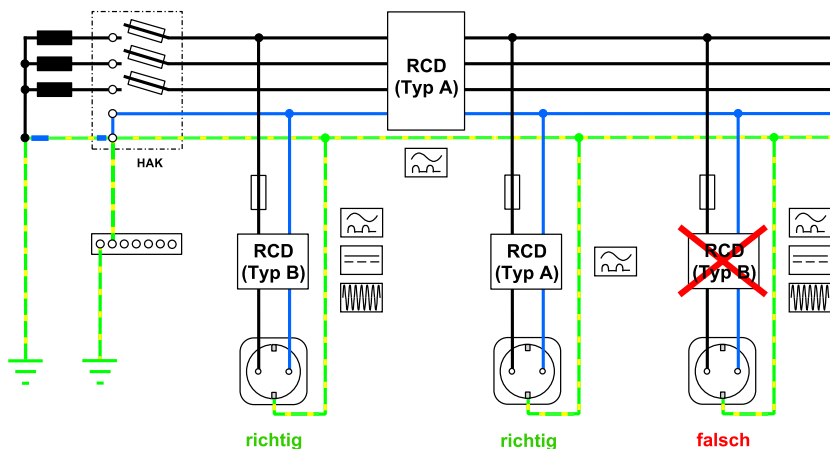 RCD
(Typ A)
HAK
RCD
(Typ B)
RCD
(Typ A)
RCD
(Typ B)
richtig
richtig
falsch